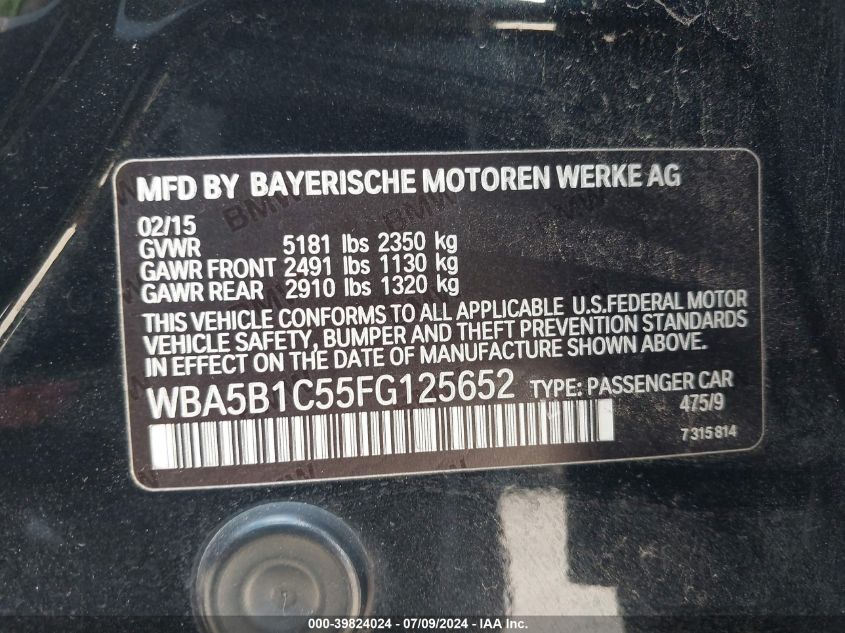 MFD BY BAYERISCHE MOTOREN WERKE AG
02/15
GVWR 5181 lbs 2350 kg
GAWR FRONT 2491 lbs 1130 kg
GAWR REAR 2910 lbs 1320 kg
THIS VEHICLE CONFORMS TO ALL APPLICABLE U.S.FEDERAL MOTOR
VEHICLE SAFETY, BUMPER AND THEFT PREVENTION STANDARDS
IN EFFECT ON THE DATE OF MANUFACTURE SHOWN ABOVE.
WBA5B1C55FG125652 TYPE: PASSENGER CAR
475/9
7 315 814
000-39824024 - 07/09/2024 - IAA Inc.